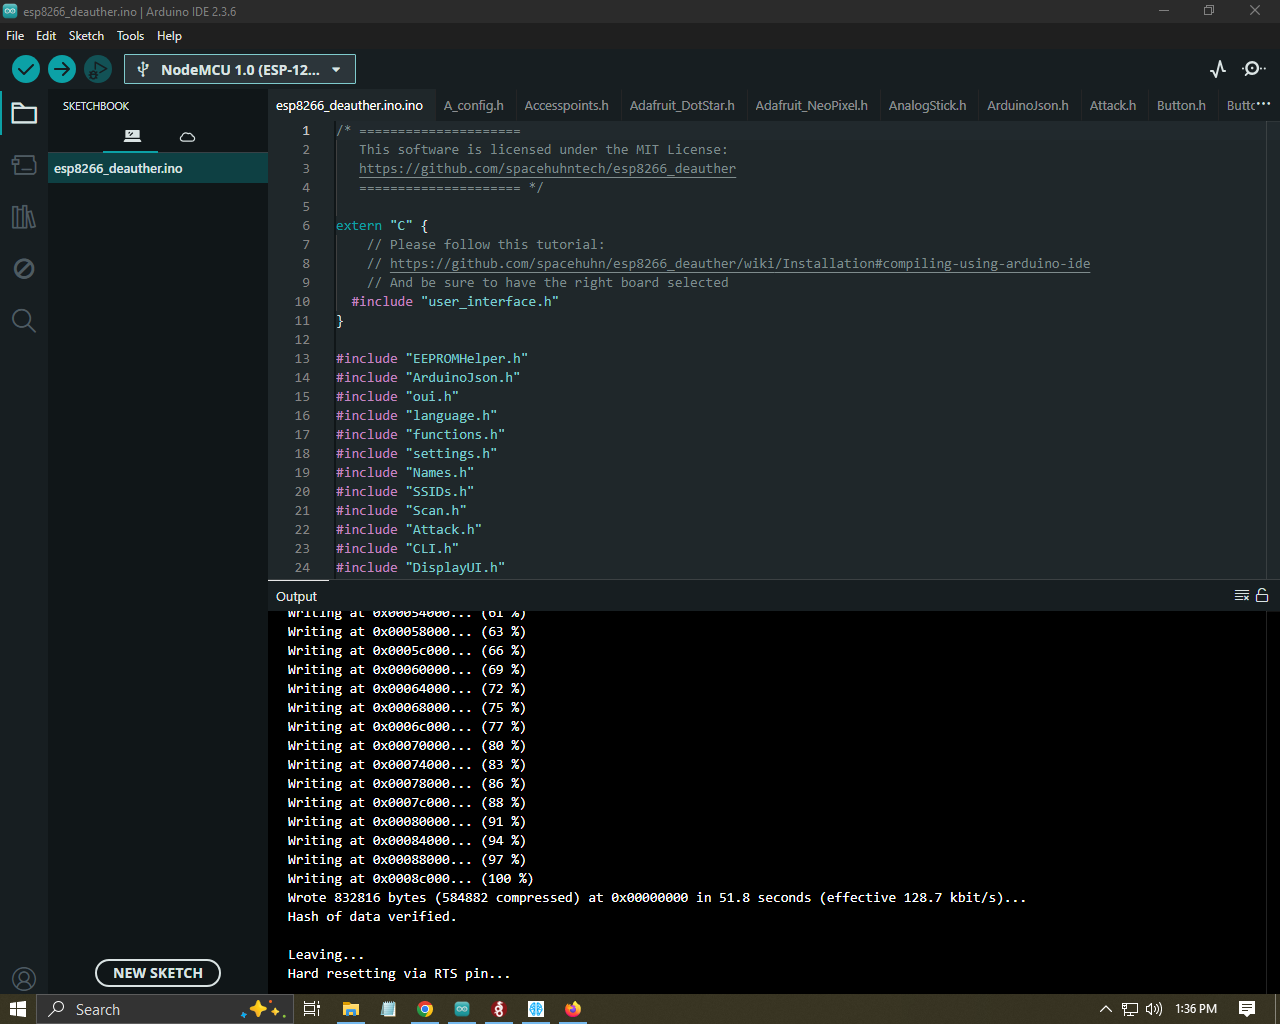 esp8266_deauther.ino | Arduino IDE 2.3.6
File Edit Sketch Tools Help
NodeMCU 1.0 (ESP-12...
SKETCHBOOK
esp8266_deauther.ino
NEW SKETCH
esp8266_deauther.ino.ino A_config.h Accesspoints.h Adafruit_DotStar.h Adafruit_NeoPixel.h AnalogStick.h ArduinoJson.h Attack.h Button.h Butto···
1 /* =====================
2 This software is licensed under the MIT License:
3 https://github.com/spacehuhntech/esp8266_deauther
4 ===================== */
5
6 extern "C" {
7 // Please follow this tutorial:
8 // https://github.com/spacehuhn/esp8266_deauther/wiki/Installation#compiling-using-arduino-ide
9 // And be sure to have the right board selected
10 #include "user_interface.h"
11 }
12
13 #include "EEPROMHelper.h"
14 #include "ArduinoJson.h"
15 #include "oui.h"
16 #include "language.h"
17 #include "functions.h"
18 #include "settings.h"
19 #include "Names.h"
20 #include "SSIDs.h"
21 #include "Scan.h"
22 #include "Attack.h"
23 #include "CLI.h"
24 #include "DisplayUI.h"
Output
Writing at 0x00054000... (61 %)
Writing at 0x00058000... (63 %)
Writing at 0x0005c000... (66 %)
Writing at 0x00060000... (69 %)
Writing at 0x00064000... (72 %)
Writing at 0x00068000... (75 %)
Writing at 0x0006c000... (77 %)
Writing at 0x00070000... (80 %)
Writing at 0x00074000... (83 %)
Writing at 0x00078000... (86 %)
Writing at 0x0007c000... (88 %)
Writing at 0x00080000... (91 %)
Writing at 0x00084000... (94 %)
Writing at 0x00088000... (97 %)
Writing at 0x0008c000... (100 %)
Wrote 832816 bytes (584882 compressed) at 0x00000000 in 51.8 seconds (effective 128.7 kbit/s)...
Hash of data verified.
Leaving...
Hard resetting via RTS pin...
Search
1:36 PM